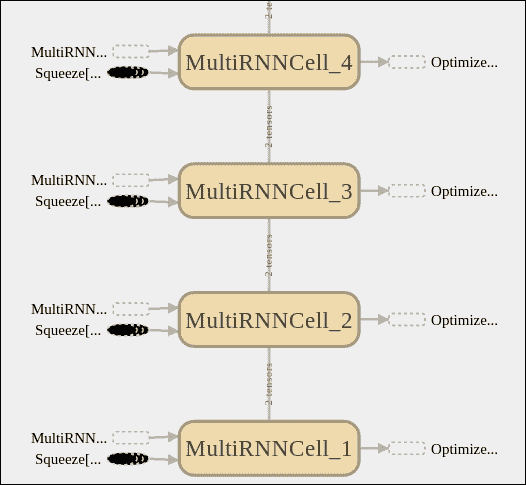 2 te
MultiRNN... MultiRNNCell_4 Optimize...
Squeeze[...
2 tensors
MultiRNN... MultiRNNCell_3 Optimize...
Squeeze[...
2 tensors
MultiRNN... MultiRNNCell_2 Optimize...
Squeeze[...
2 tensors
MultiRNN... MultiRNNCell_1 Optimize...
Squeeze[...